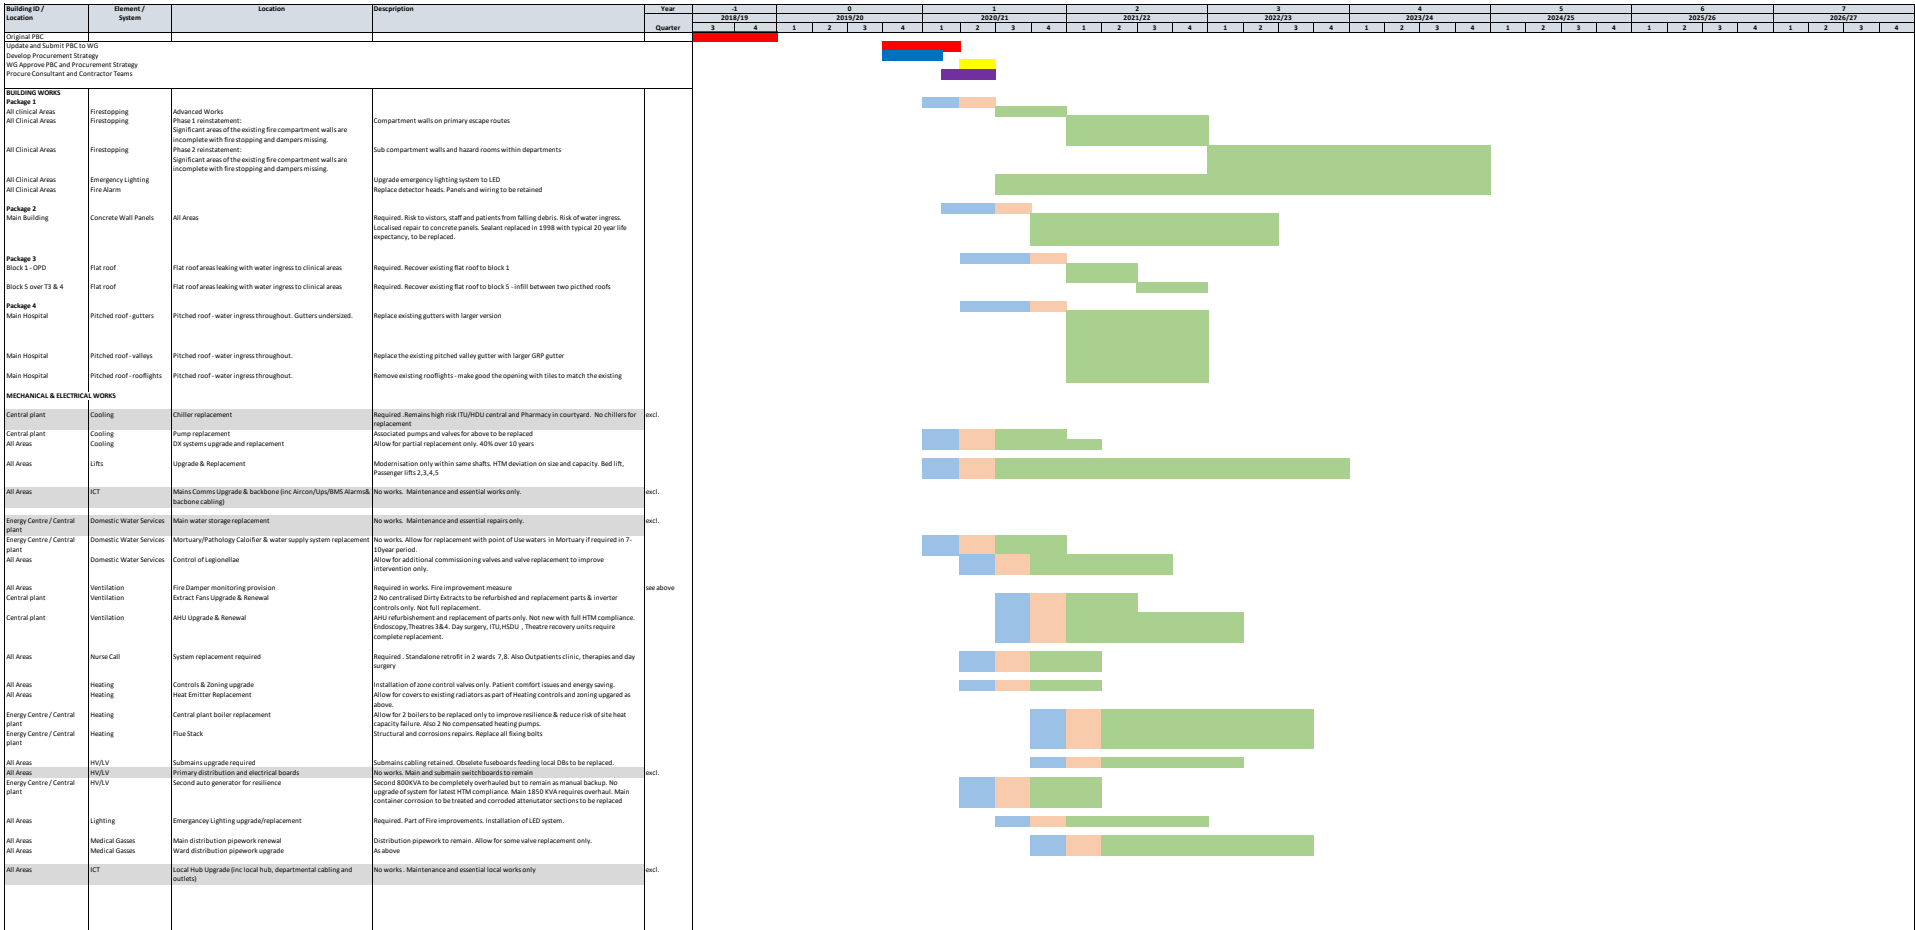 Building ID / Location Element / System Location Descpription Year -1 0 1 2 3 4 5 6 7
2018/19 2019/20 2020/21 2021/22 2022/23 2023/24 2024/25 2025/26 2026/27
Quarter 3 4 1 2 3 4 1 2 3 4 1 2 3 4 1 2 3 4 1 2 3 4 1 2 3 4 1 2 3 4 1 2 3 4
Original PBC
Update and Submit PBC to WG
Develop Procurement Strategy
WG Approve PBC and Procurement Strategy
Procure Consultant and Contractor Teams
BUILDING WORKS
Package 1
All clinical Areas Firestopping Advanced Works
All Clinical Areas Firestopping Phase 1 reinstatement: Compartment walls on primary escape routes
Significant areas of the existing fire compartment walls are
incomplete with fire stopping and dampers missing.
All Clinical Areas Firestopping Phase 2 reinstatement: Sub compartment walls and hazard rooms within departments
Significant areas of the existing fire compartment walls are
incomplete with fire stopping and dampers missing.
All Clinical Areas Emergency Lighting Upgrade emergency lighting system to LED
All Clinical Areas Fire Alarm Replace detector heads. Panels and wiring to be retained
Package 2
Main Building Concrete Wall Panels All Areas Required. Risk to vistors, staff and patients from falling debris. Risk of water ingress.
Localised repair to concrete panels. Sealant replaced in 1998 with typical 20 year life
expectancy, to be replaced.
Package 3
Block 1 - OPD Flat roof Flat roof areas leaking with water ingress to clinical areas Required. Recover existing flat roof to block 1
Block 5 over T3 & 4 Flat roof Flat roof areas leaking with water ingress to clinical areas Required. Recover existing flat roof to block 5 - infill between two picthed roofs
Package 4
Main Hospital Pitched roof - gutters Pitched roof - water ingress throughout. Gutters undersized. Replace existing gutters with larger version
Main Hospital Pitched roof - valleys Pitched roof - water ingress throughout. Replace the existing pitched valley gutter with larger GRP gutter
Main Hospital Pitched roof - rooflights Pitched roof - water ingress throughout. Remove existing rooflights - make good the opening with tiles to match the existing
MECHANICAL & ELECTRICAL WORKS
Central plant Cooling Chiller replacement Required .Remains high risk ITU/HDU central and Pharmacy in courtyard. No chillers for excl.
replacement
Central plant Cooling Pump replacement Associated pumps and valves for above to be replaced
All Areas Cooling DX systems upgrade and replacement Allow for partial replacement only. 40% over 10 years
All Areas Lifts Upgrade & Replacement Modernisation only within same shafts. HTM deviation on size and capacity. Bed lift,
Passenger lifts 2,3,4,5
All Areas ICT Mains Comms Upgrade & backbone (inc Aircon/Ups/BMS Alarms& No works. Maintenance and essential works only. excl.
bacbone cabling)
Energy Centre / Central Domestic Water Services Main water storage replacement No works. Maintenance and essential repairs only. excl.
plant
Energy Centre / Central Domestic Water Services Mortuary/Pathology Caloifier & water supply system replacement No works. Allow for replacement with point of Use waters in Mortuary if required in 7-
plant 10year period.
All Areas Domestic Water Services Control of Legionellae Allow for additional commissioning valves and valve replacement to improve
intervention only.
All Areas Ventilation Fire Damper monitoring provision Required in works. Fire improvement measure see above
Central plant Ventilation Extract Fans Upgrade & Renewal 2 No centralised Dirty Extracts to be refurbished and replacement parts & inverter
controls only. Not full replacement.
Central plant Ventilation AHU Upgrade & Renewal AHU refurbishement and replacement of parts only. Not new with full HTM compliance.
Endoscopy,Theatres 3&4. Day surgery, ITU,HSDU , Theatre recovery units require
complete replacement.
All Areas Nurse Call System replacement required Required . Standalone retrofit in 2 wards 7,8. Also Outpatients clinic, therapies and day
surgery
All Areas Heating Controls & Zoning upgrade Installation of zone control valves only. Patient comfort issues and energy saving.
All Areas Heating Heat Emitter Replacement Allow for covers to existing radiators as part of Heating controls and zoning upgared as
above.
Energy Centre / Central Heating Central plant boiler replacement Allow for 2 boilers to be replaced only to improve resilience & reduce risk of site heat
plant capacity failure. Also 2 No compensated heating pumps.
Energy Centre / Central Heating Flue Stack Structural and corrosions repairs. Replace all fixing bolts
plant
All Areas HV/LV Submains upgrade required Submains cabling retained. Obselete fuseboards feeding local DBs to be replaced.
All Areas HV/LV Primary distribution and electrical boards No works. Main and submain switchboards to remain excl.
Energy Centre / Central HV/LV Second auto generator for resilience Second 800KVA to be completely overhauled but to remain as manual backup. No
plant upgrade of system for latest HTM compliance. Main 1850 KVA requires overhaul. Main
container corrosion to be treated and corroded attenutator sections to be replaced
All Areas Lighting Emergancey Lighting upgrade/replacement Required. Part of Fire improvements. Installation of LED system.
All Areas Medical Gasses Main distribution pipework renewal Distribution pipework to remain. Allow for some valve replacement only.
All Areas Medical Gasses Ward distribution pipework upgrade As above
All Areas ICT Local Hub Upgrade (inc local hub, departmental cabling and No works . Maintenance and essential local works only excl.
outlets)